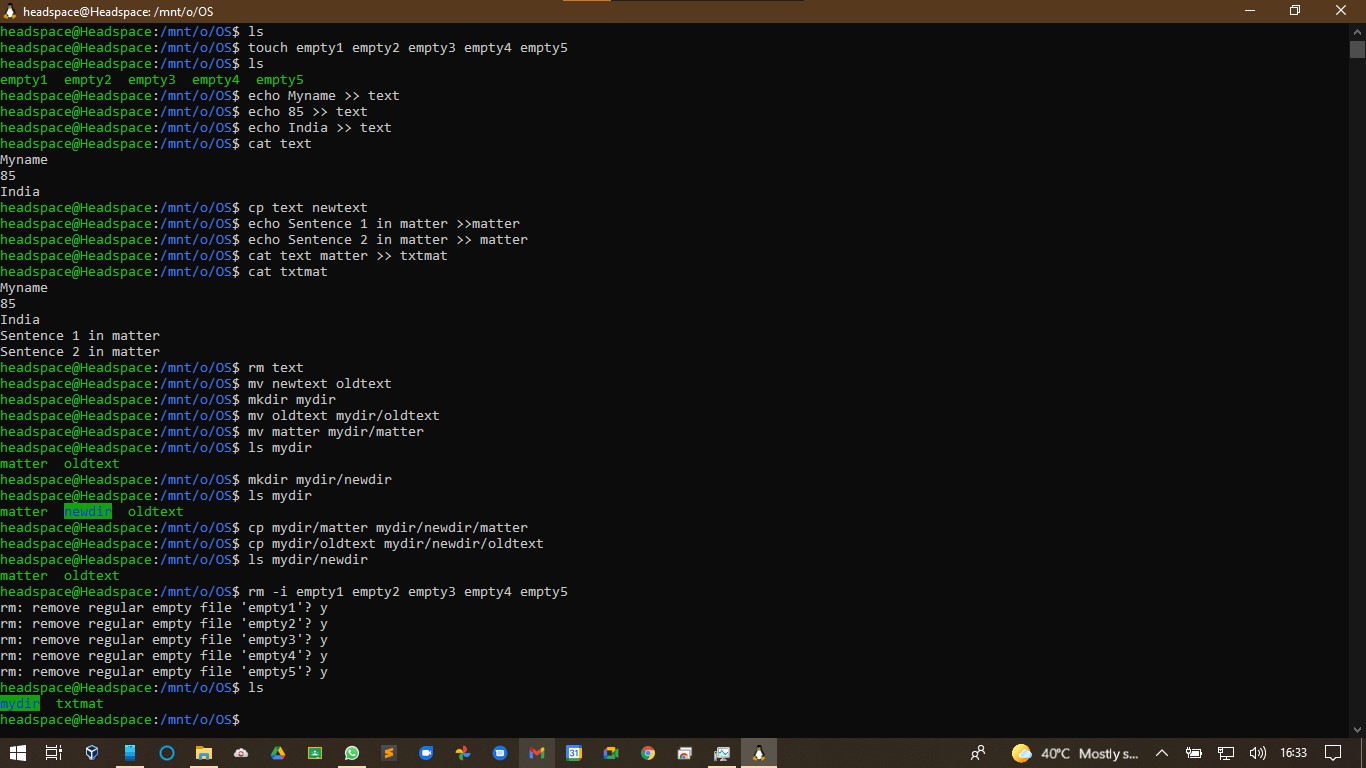 headspace@Headspace: /mnt/o/OS
headspace@Headspace:/mnt/o/OS$ ls
headspace@Headspace:/mnt/o/OS$ touch empty1 empty2 empty3 empty4 empty5
headspace@Headspace:/mnt/o/OS$ ls
empty1  empty2  empty3  empty4  empty5
headspace@Headspace:/mnt/o/OS$ echo Myname >> text
headspace@Headspace:/mnt/o/OS$ echo 85 >> text
headspace@Headspace:/mnt/o/OS$ echo India >> text
headspace@Headspace:/mnt/o/OS$ cat text
Myname
85
India
headspace@Headspace:/mnt/o/OS$ cp text newtext
headspace@Headspace:/mnt/o/OS$ echo Sentence 1 in matter >>matter
headspace@Headspace:/mnt/o/OS$ echo Sentence 2 in matter >> matter
headspace@Headspace:/mnt/o/OS$ cat text matter >> txtmat
headspace@Headspace:/mnt/o/OS$ cat txtmat
Myname
85
India
Sentence 1 in matter
Sentence 2 in matter
headspace@Headspace:/mnt/o/OS$ rm text
headspace@Headspace:/mnt/o/OS$ mv newtext oldtext
headspace@Headspace:/mnt/o/OS$ mkdir mydir
headspace@Headspace:/mnt/o/OS$ mv oldtext mydir/oldtext
headspace@Headspace:/mnt/o/OS$ mv matter mydir/matter
headspace@Headspace:/mnt/o/OS$ ls mydir
matter  oldtext
headspace@Headspace:/mnt/o/OS$ mkdir mydir/newdir
headspace@Headspace:/mnt/o/OS$ ls mydir
matter  newdir  oldtext
headspace@Headspace:/mnt/o/OS$ cp mydir/matter mydir/newdir/matter
headspace@Headspace:/mnt/o/OS$ cp mydir/oldtext mydir/newdir/oldtext
headspace@Headspace:/mnt/o/OS$ ls mydir/newdir
matter  oldtext
headspace@Headspace:/mnt/o/OS$ rm -i empty1 empty2 empty3 empty4 empty5
rm: remove regular empty file 'empty1'? y
rm: remove regular empty file 'empty2'? y
rm: remove regular empty file 'empty3'? y
rm: remove regular empty file 'empty4'? y
rm: remove regular empty file 'empty5'? y
headspace@Headspace:/mnt/o/OS$ ls
mydir  txtmat
headspace@Headspace:/mnt/o/OS$
31 40°C Mostly s... 16:33